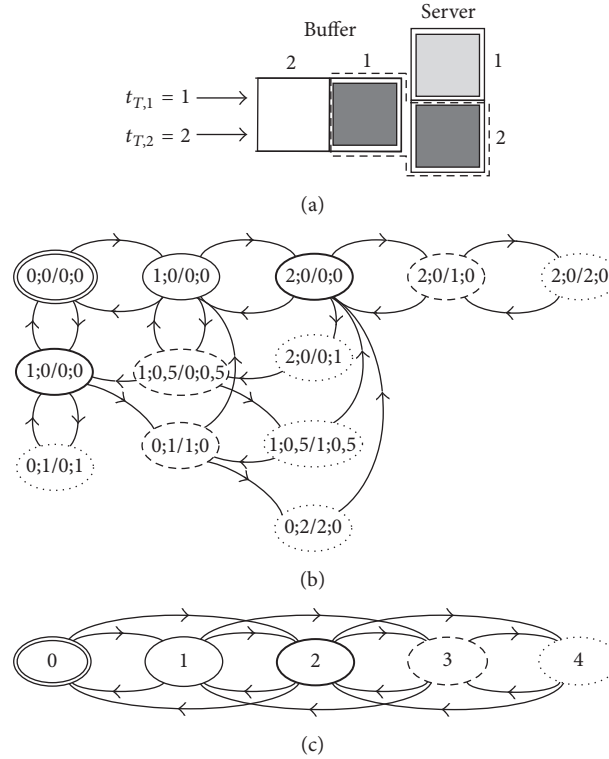 Server
Buffer
2 1 1
t_{T,1} = 1
t_{T,2} = 2 2
(a)
0;0/0;0 1;0/0;0 2;0/0;0 2;0/1;0 2;0/2;0
1;0/0;0 1;0,5/0;0,5 2;0/0;1
0;1/0;1 0;1/1;0 1;0,5/1;0,5
0;2/2;0
(b)
0 1 2 3 4
(c)